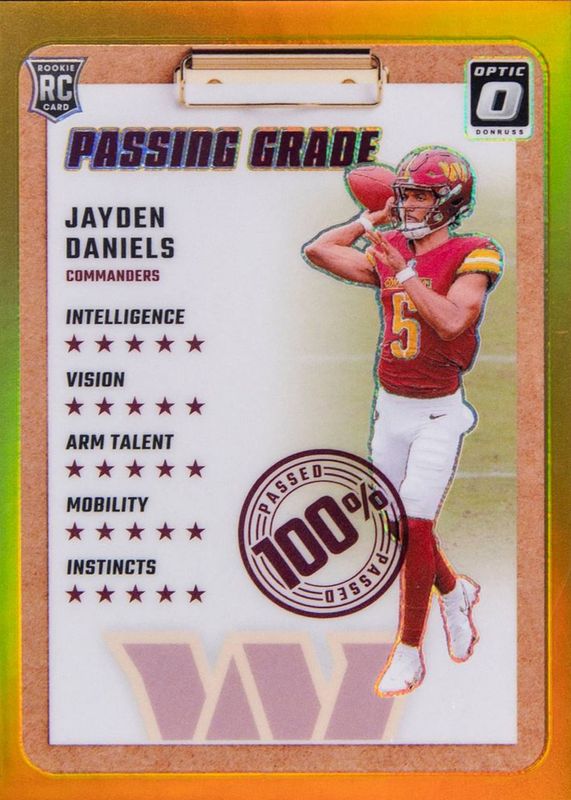 ROOKIE
RC
CARD
OPTIC
O
DONRUSS
PASSING GRADE
JAYDEN
DANIELS
COMMANDERS
INTELLIGENCE
★ ★ ★ ★ ★
VISION
★ ★ ★ ★ ★
ARM TALENT
★ ★ ★ ★ ★
MOBILITY
★ ★ ★ ★ ★
INSTINCTS
★ ★ ★ ★ ★
PASSED
100%
PASSED
5
W